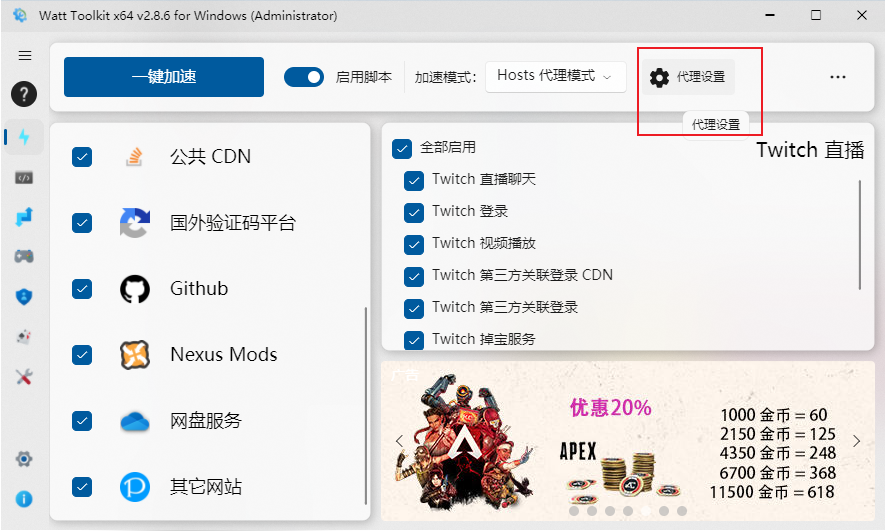 Watt Toolkit x64 v2.8.6 for Windows (Administrator)
一键加速
启用脚本
加速模式:
Hosts 代理模式
代理设置
代理设置
公共 CDN
国外验证码平台
Github
Nexus Mods
网盘服务
其它网站
全部启用
Twitch 直播
Twitch 直播聊天
Twitch 登录
Twitch 视频播放
Twitch 第三方关联登录 CDN
Twitch 第三方关联登录
Twitch 掉宝服务
优惠20%
APEX
1000 金币 = 60
2150 金币 = 125
4350 金币 = 248
6700 金币 = 368
11500 金币 = 618